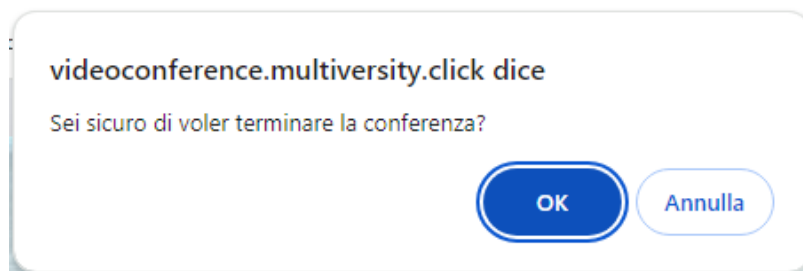 videoconference.multiversity.click dice
Sei sicuro di voler terminare la conferenza?
OK Annulla